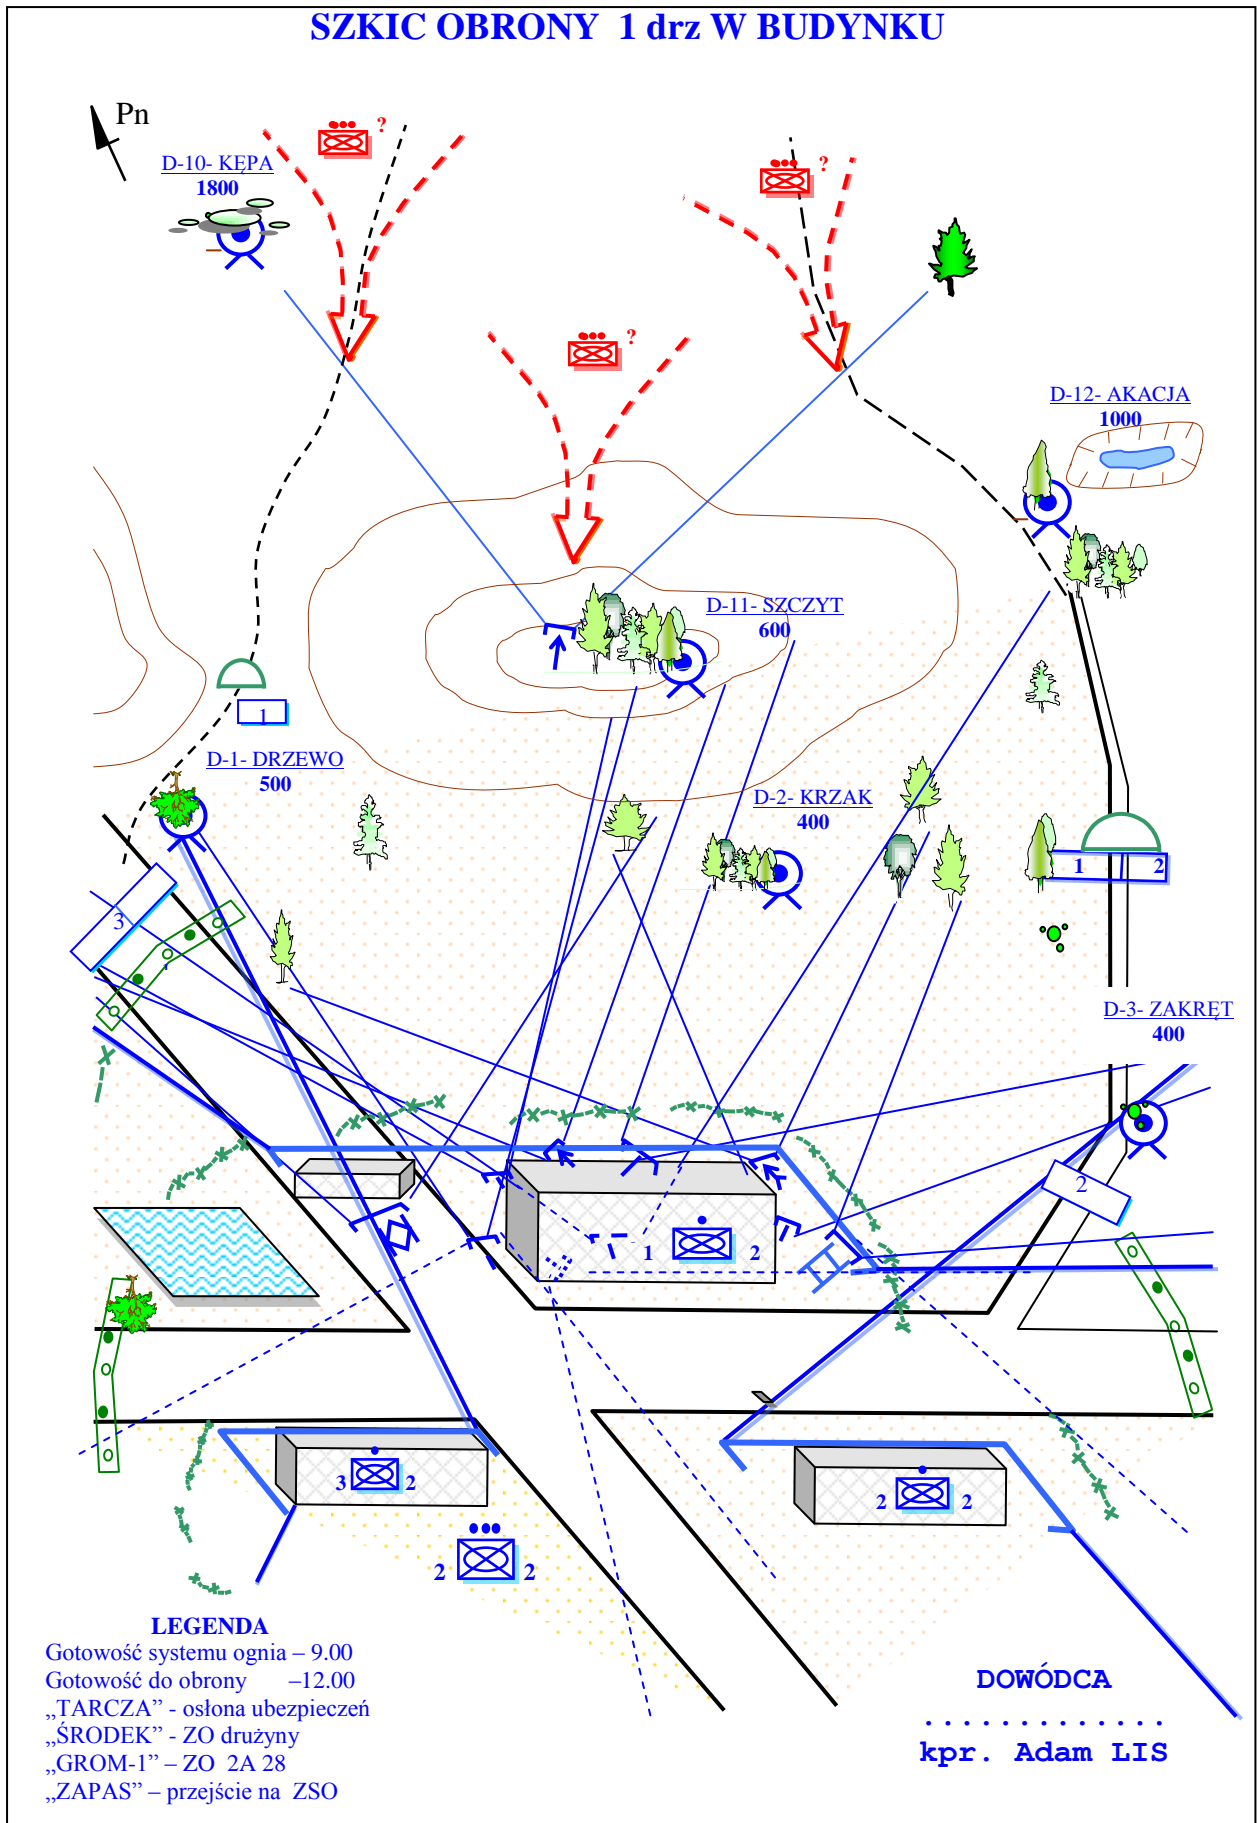 SZKIC OBRONY 1 drz W BUDYNKU
Pn
?
?
D-10- KĘPA
1800
?
D-12- AKACJA
1000
D-11- SZCZYT
600
1
D-1- DRZEWO
500
D-2- KRZAK
400
1 2
3
D-3- ZAKRĘT
400
2
1 2
3 2
2 2
2 2
LEGENDA
Gotowość systemu ognia – 9.00
Gotowość do obrony –12.00
„TARCZA” - osłona ubezpieczeń
„ŚRODEK” - ZO drużyny
„GROM-1” – ZO 2A 28
„ZAPAS” – przejście na ZSO
DOWÓDCA
. . . . . . . . . . . . .
kpr. Adam LIS